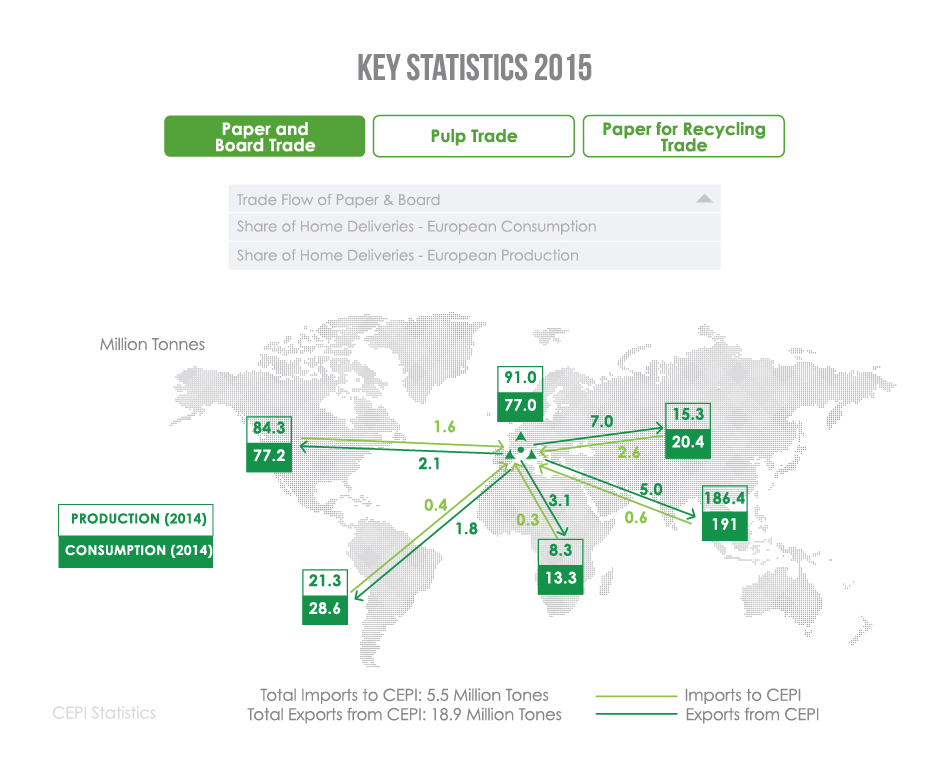 KEY STATISTICS 2015
Paper and
Board Trade
Pulp Trade
Paper for Recycling
Trade
Trade Flow of Paper & Board
Share of Home Deliveries - European Consumption
Share of Home Deliveries - European Production
Million Tonnes
91.0
77.0
84.3
77.2
1.6
2.1
7.0
2.6
15.3
20.4
5.0
0.6
186.4
191
0.4
1.8
0.3
3.1
8.3
13.3
PRODUCTION (2014)
CONSUMPTION (2014)
21.3
28.6
Total Imports to CEPI: 5.5 Million Tones
Total Exports from CEPI: 18.9 Million Tones
Imports to CEPI
Exports from CEPI
CEPI Statistics